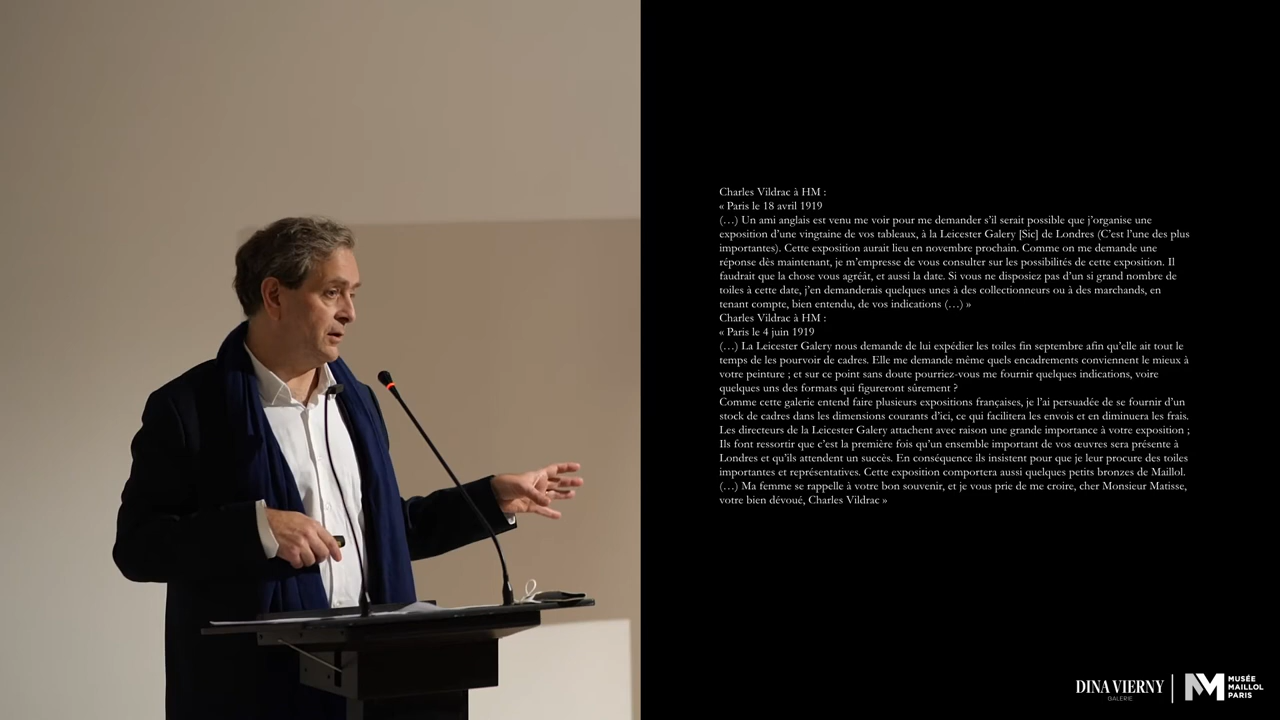 Charles Vildrac à HM :
« Paris le 18 avril 1919
(…) Un ami anglais est venu me voir pour me demander s’il serait possible que j’organise une
exposition d’une vingtaine de vos tableaux, à la Leicester Galery [Sic] de Londres (C’est l’une des plus
importantes). Cette exposition aurait lieu en novembre prochain. Comme on me demande une
réponse dès maintenant, je m’empresse de vous consulter sur les possibilités de cette exposition. Il
faudrait que la chose vous agréât, et aussi la date. Si vous ne disposiez pas d’un si grand nombre de
toiles à cette date, j’en demanderais quelques unes à des collectionneurs ou à des marchands, en
tenant compte, bien entendu, de vos indications (…) »
Charles Vildrac à HM :
« Paris le 4 juin 1919
(…) La Leicester Galery nous demande de lui expédier les toiles fin septembre afin qu’elle ait tout le
temps de les pourvoir de cadres. Elle me demande même quels encadrements conviennent le mieux à
votre peinture ; et sur ce point sans doute pourriez-vous me fournir quelques indications, voire
quelques uns des formats qui figureront sûrement ?
Comme cette galerie entend faire plusieurs expositions françaises, je l’ai persuadée de se fournir d’un
stock de cadres dans les dimensions courants d’ici, ce qui facilitera les envois et en diminuera les frais.
Les directeurs de la Leicester Galery attachent avec raison une grande importance à votre exposition ;
Ils font ressortir que c’est la première fois qu’un ensemble important de vos œuvres sera présente à
Londres et qu’ils attendent un succès. En conséquence ils insistent pour que je leur procure des toiles
importantes et représentatives. Cette exposition comportera aussi quelques petits bronzes de Maillol.
(…) Ma femme se rappelle à votre bon souvenir, et je vous prie de me croire, cher Monsieur Matisse,
votre bien dévoué, Charles Vildrac »
DINA VIERNY
GALERIE
MUSÉE
MAILLOL
PARIS